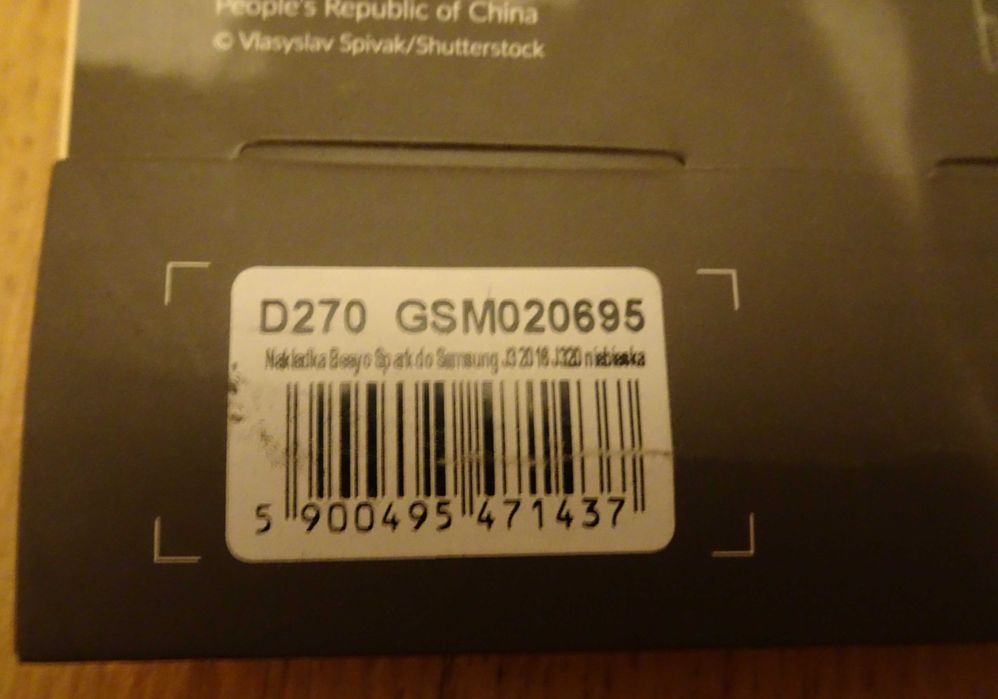 People's Republic of China
© Vlasyslav Spivak/Shutterstock
D270 GSM020695
Nakładka Beeyo Spark do Samsung J3 2016 J320 niebieska
5 900495 471437